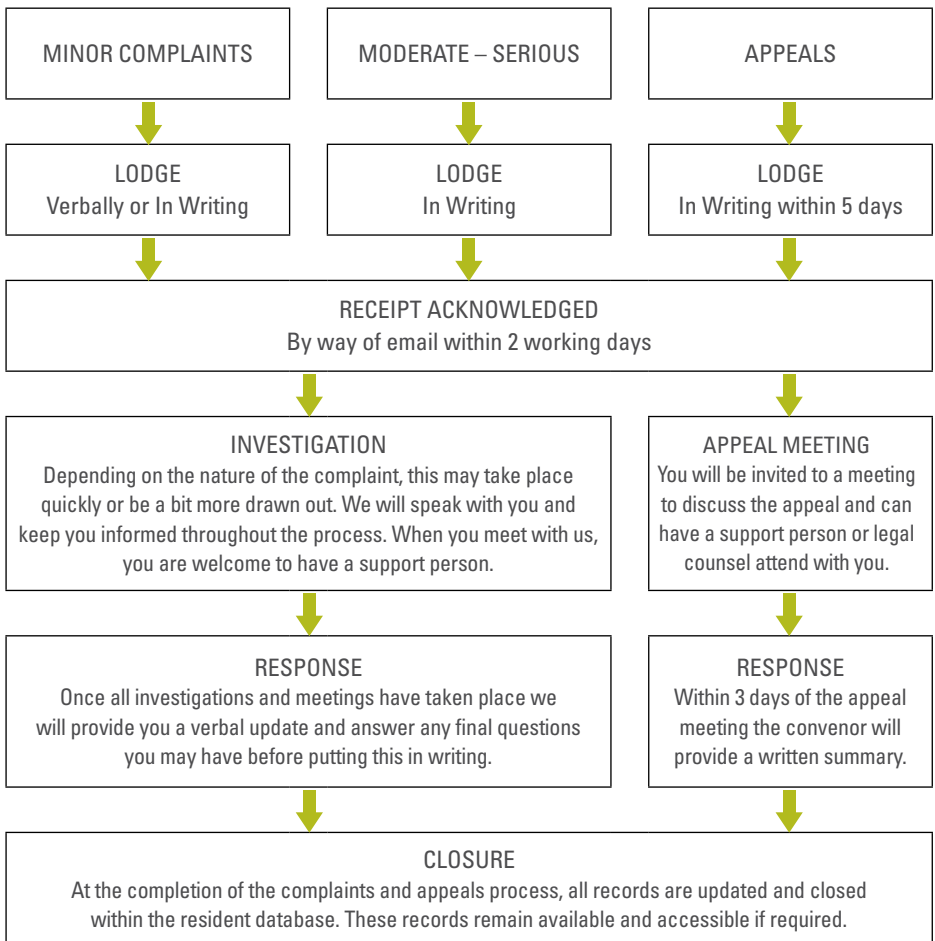 MINOR COMPLAINTS
MODERATE – SERIOUS
APPEALS
LODGE
Verbally or In Writing
LODGE
In Writing
LODGE
In Writing within 5 days
RECEIPT ACKNOWLEDGED
By way of email within 2 working days
INVESTIGATION
Depending on the nature of the complaint, this may take place
quickly or be a bit more drawn out. We will speak with you and
keep you informed throughout the process. When you meet with us,
you are welcome to have a support person.
APPEAL MEETING
You will be invited to a meeting
to discuss the appeal and can
have a support person or legal
counsel attend with you.
RESPONSE
Once all investigations and meetings have taken place we
will provide you a verbal update and answer any final questions
you may have before putting this in writing.
RESPONSE
Within 3 days of the appeal
meeting the convenor will
provide a written summary.
CLOSURE
At the completion of the complaints and appeals process, all records are updated and closed
within the resident database. These records remain available and accessible if required.